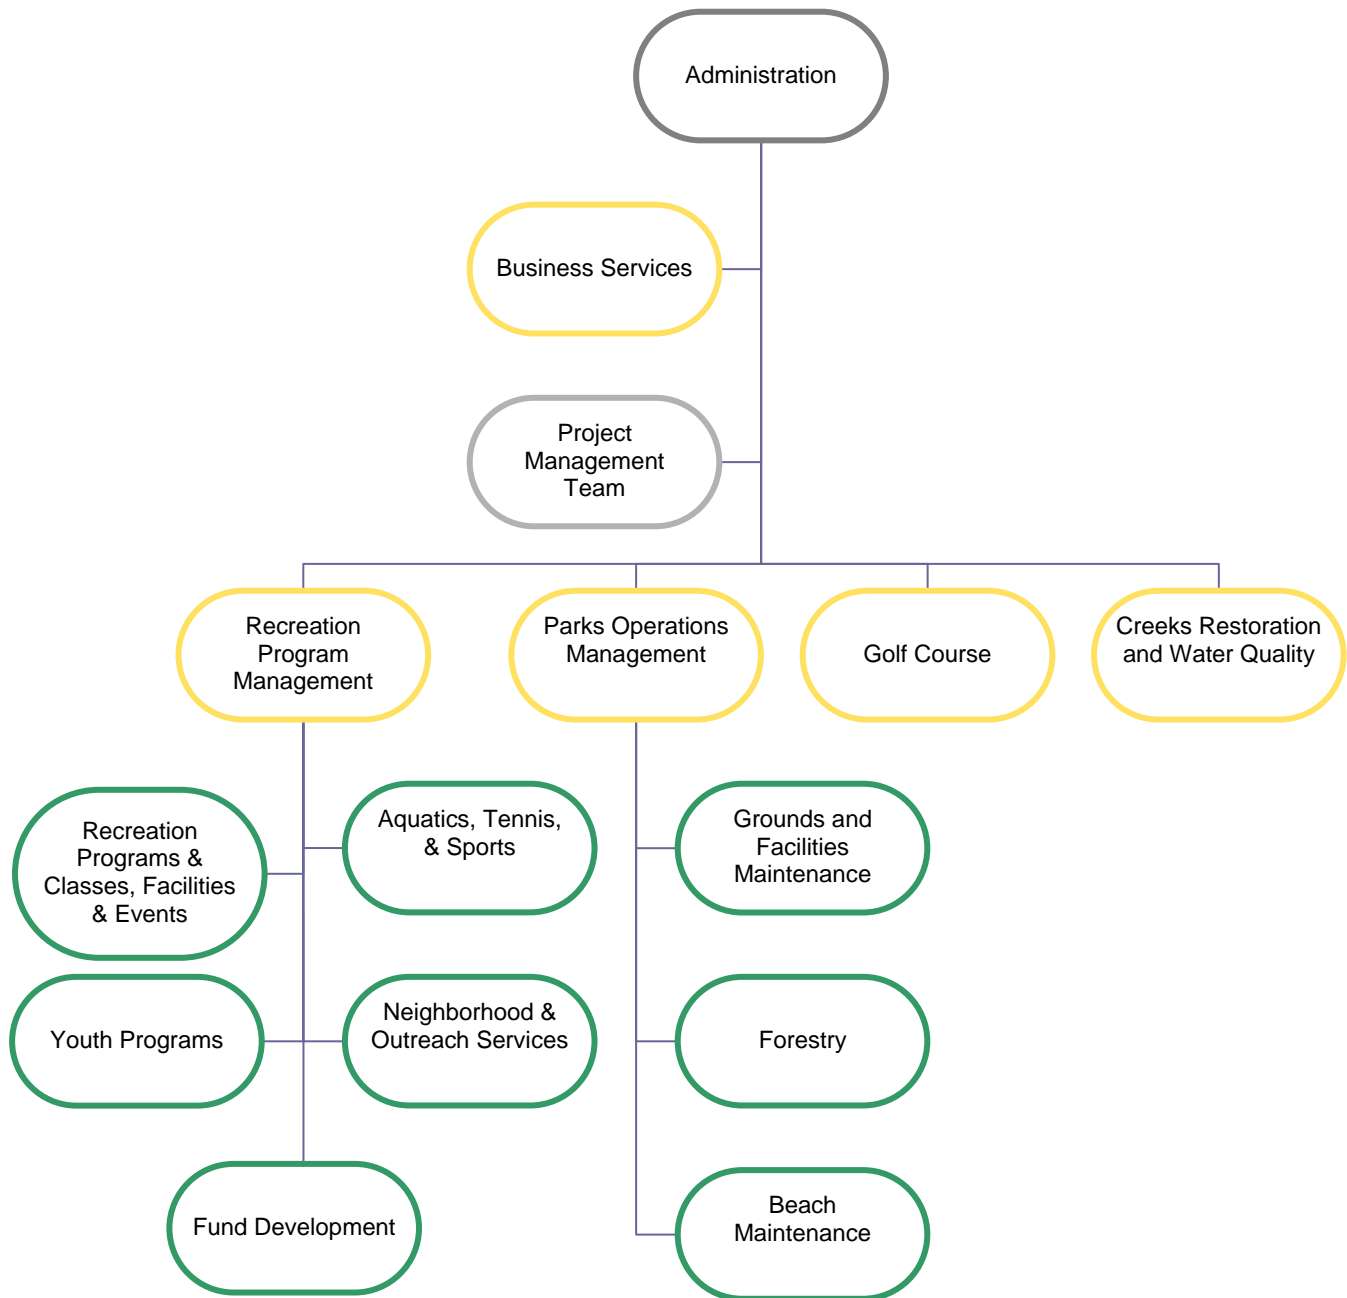 Administration
Business Services
Project
Management
Team
Recreation
Program
Management
Parks Operations
Management
Golf Course
Creeks Restoration
and Water Quality
Recreation
Programs &
Classes, Facilities
& Events
Aquatics, Tennis,
& Sports
Grounds and
Facilities
Maintenance
Youth Programs
Neighborhood &
Outreach Services
Forestry
Fund Development
Beach
Maintenance